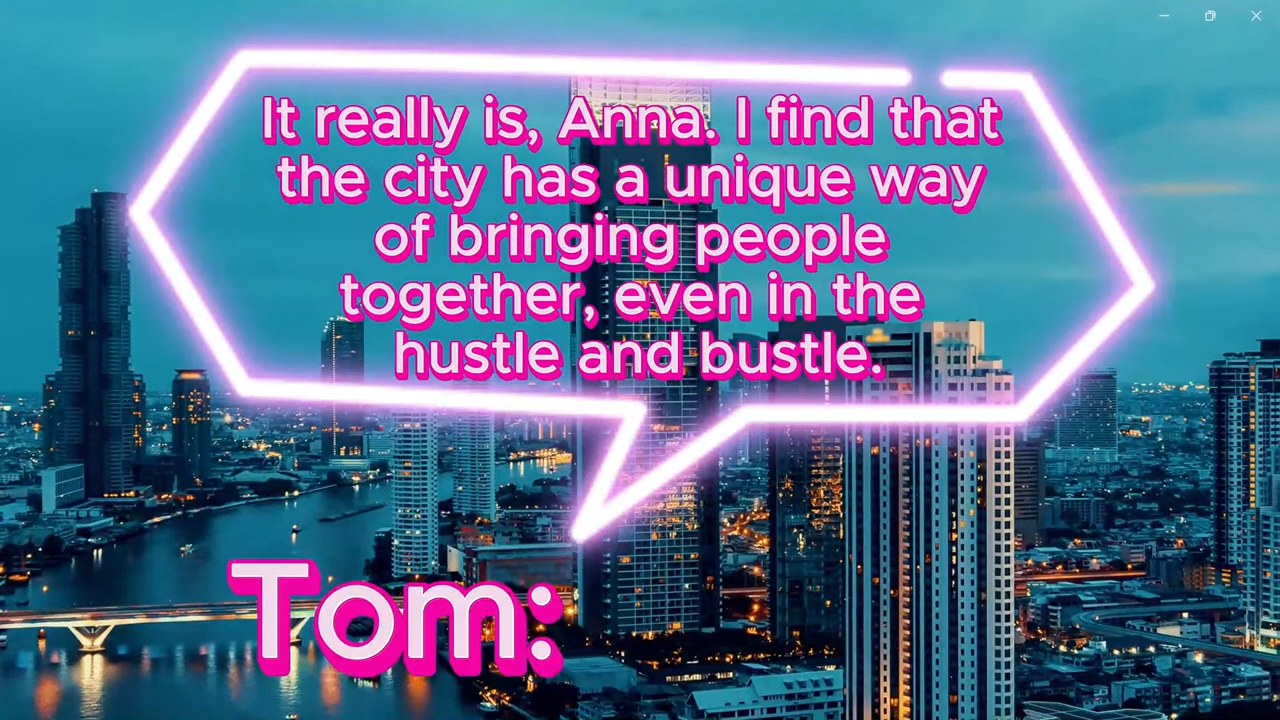 It really is, Anna. I find that
the city has a unique way
of bringing people
together, even in the
hustle and bustle.
Tom: